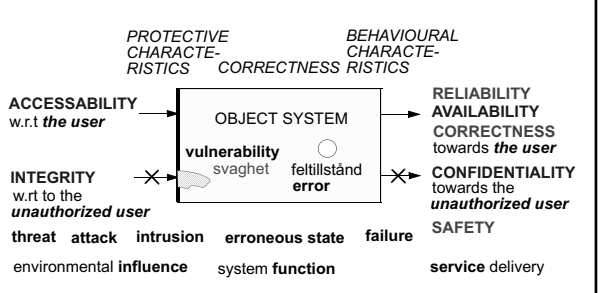 PROTECTIVE
CHARACTE-
RISTICS
CORRECTNESS
BEHAVIOURAL
CHARACTE-
RISTICS
ACCESSABILITY
w.r.t the user
OBJECT SYSTEM
vulnerability
svaghet
feltillstånd
error
RELIABILITY
AVAILABILITY
CORRECTNESS
towards the user
INTEGRITY
w.rt to the
unauthorized user
CONFIDENTIALITY
towards the
unauthorized user
SAFETY
threat attack intrusion erroneous state failure
environmental influence system function service delivery